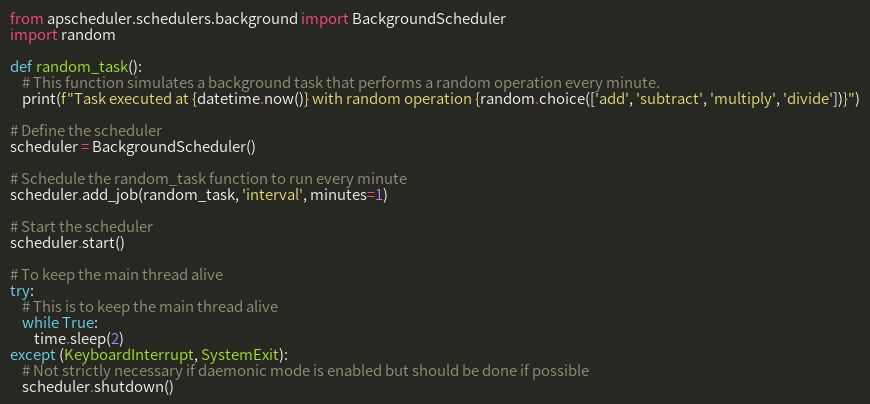 from apscheduler.schedulers.background import BackgroundScheduler
import random

def random_task():
    # This function simulates a background task that performs a random operation every minute.
    print(f"Task executed at {datetime.now()} with random operation {random.choice(['add', 'subtract', 'multiply', 'divide'])}")

# Define the scheduler
scheduler = BackgroundScheduler()

# Schedule the random_task function to run every minute
scheduler.add_job(random_task, 'interval', minutes=1)

# Start the scheduler
scheduler.start()

# To keep the main thread alive
try:
    # This is to keep the main thread alive
    while True:
        time.sleep(2)
except (KeyboardInterrupt, SystemExit):
    # Not strictly necessary if daemonic mode is enabled but should be done if possible
    scheduler.shutdown()